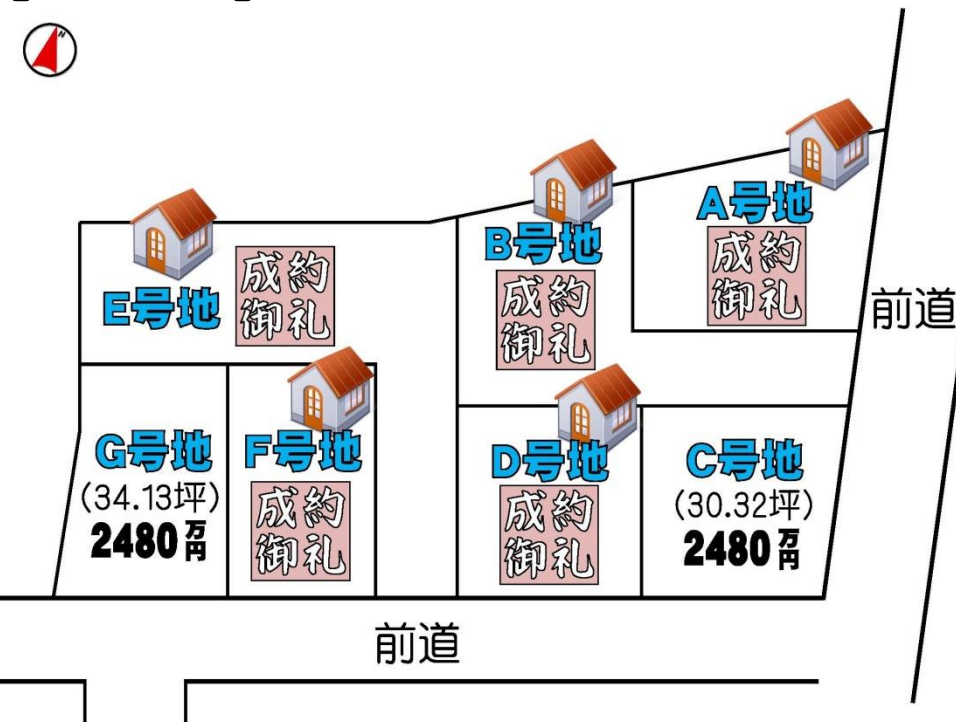 N
A号地
成約
御礼
B号地
成約
御礼
E号地
成約
御礼
前道
G号地
(34.13坪)
2480万円
F号地
成約
御礼
D号地
成約
御礼
C号地
(30.32坪)
2480万円
前道